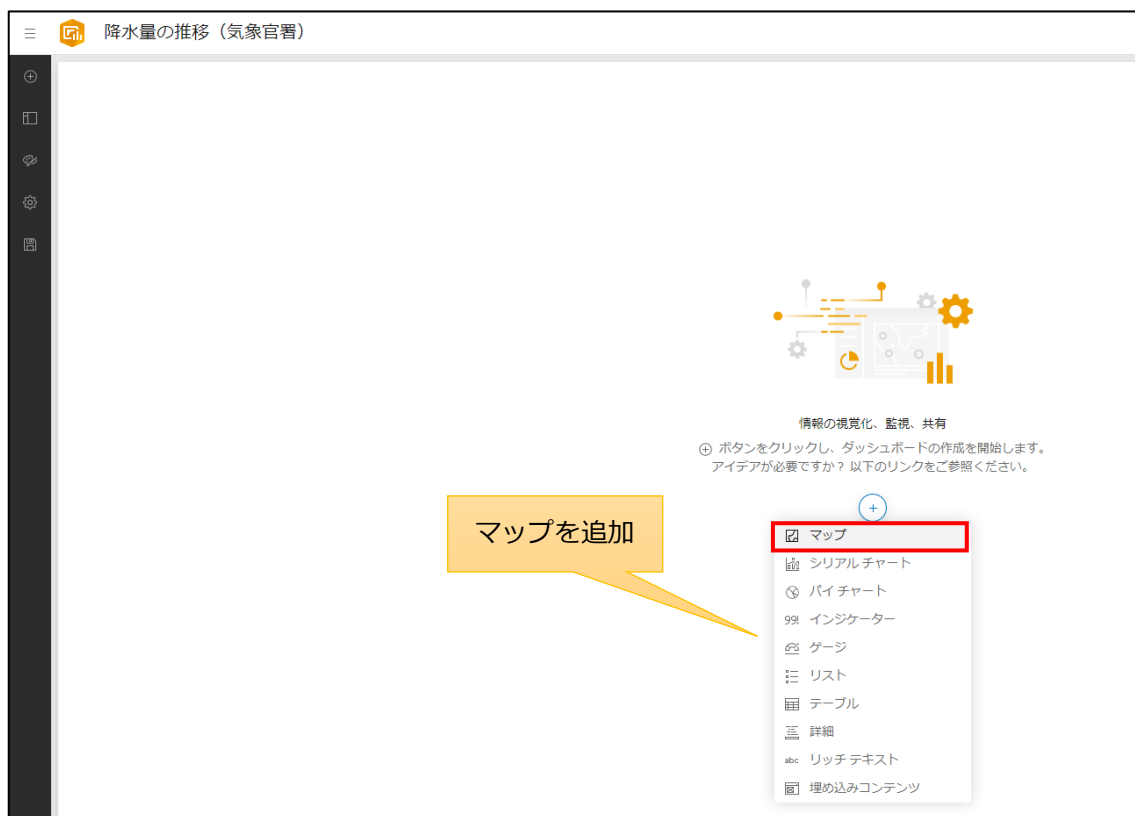 降水量の推移（気象官署）
情報の視覚化、監視、共有
ボタンをクリックし、ダッシュボードの作成を開始します。
アイデアが必要ですか？以下のリンクをご参照ください。
マップを追加
マップ
シリアル チャート
パイ チャート
99! インジケーター
ゲージ
リスト
テーブル
詳細
abc リッチ テキスト
埋め込みコンテンツ